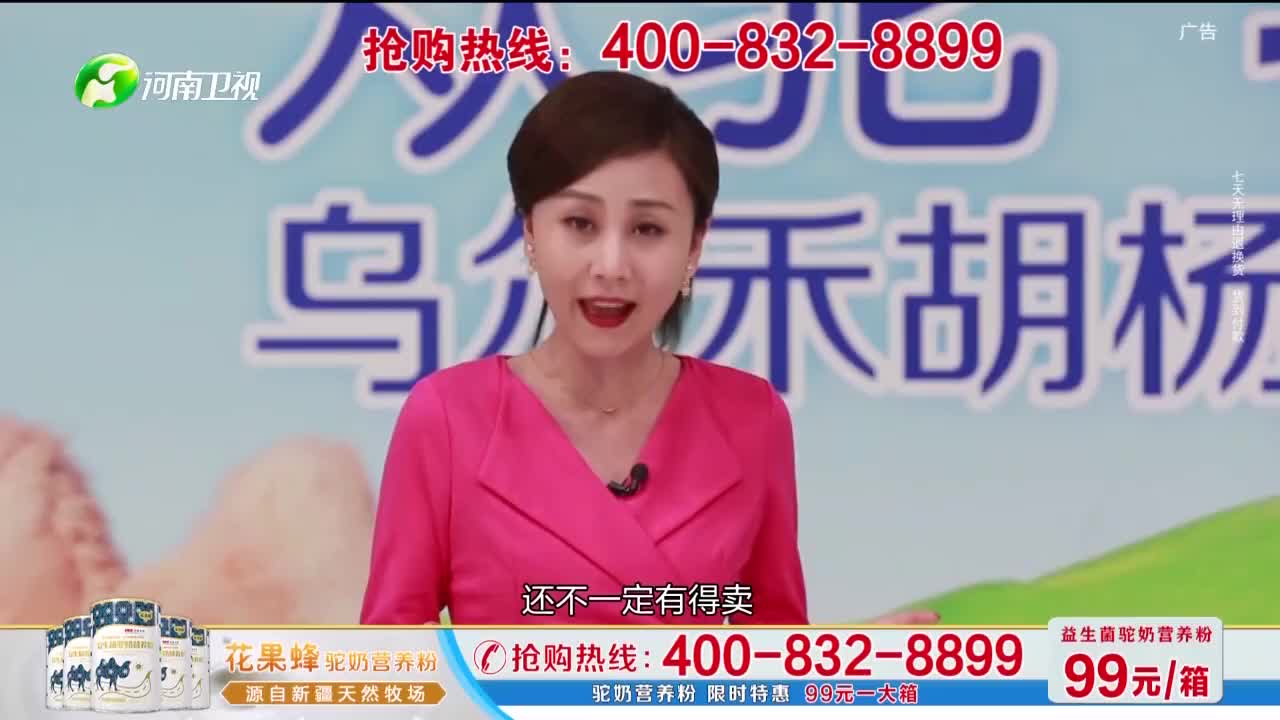 抢购热线：400-832-8899
广告
河南卫视
从驼
乌尔禾胡杨
七天无理由退换货 货到付款
还不一定有得卖
花果蜂 驼奶营养粉
源自新疆天然牧场
抢购热线：400-832-8899
驼奶营养粉 限时特惠 99元一大箱
益生菌驼奶营养粉
99元/箱